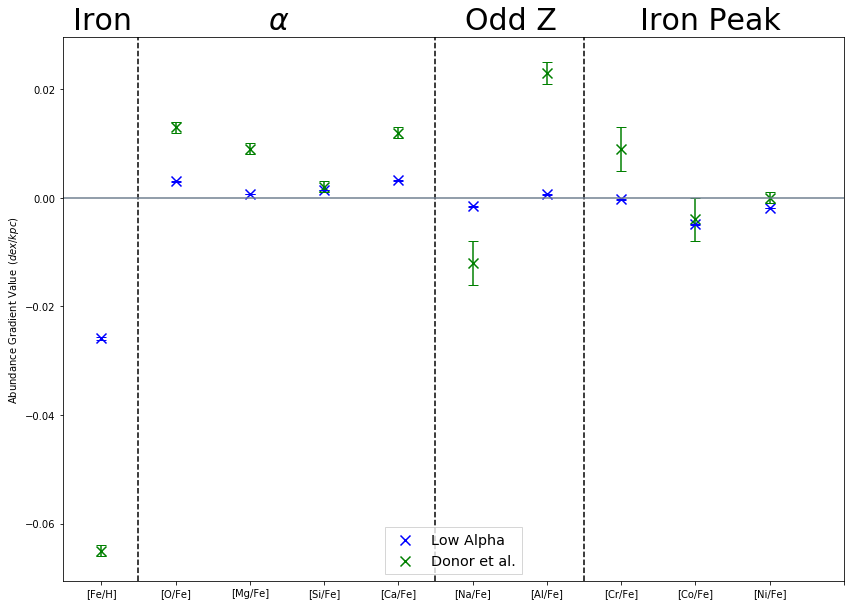 Iron α Odd Z Iron Peak
Abundance Gradient Value (dex/kpc)
0.02
0.00
−0.02
−0.04
−0.06
Low Alpha
Donor et al.
[Fe/H] [O/Fe] [Mg/Fe] [Si/Fe] [Ca/Fe] [Na/Fe] [Al/Fe] [Cr/Fe] [Co/Fe] [Ni/Fe]